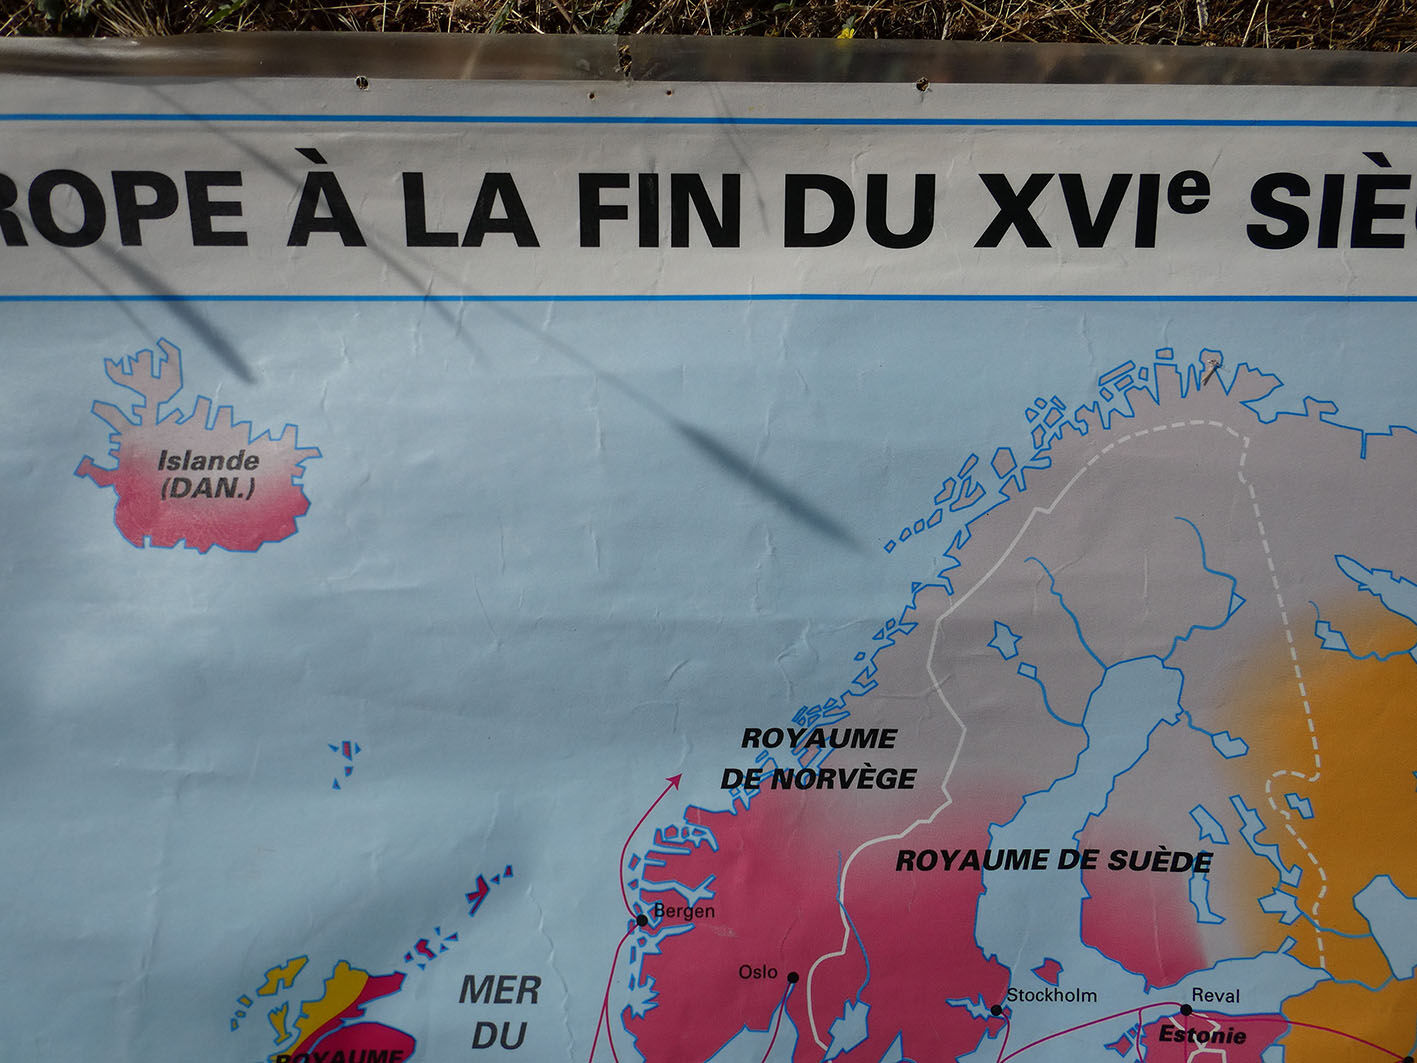 ROPE À LA FIN DU XVIe SIÈ
Islande
(DAN.)
ROYAUME
DE NORVÈGE
ROYAUME DE SUÈDE
Bergen
Oslo
MER
DU
Stockholm
Reval
Estonie
ROYAUME